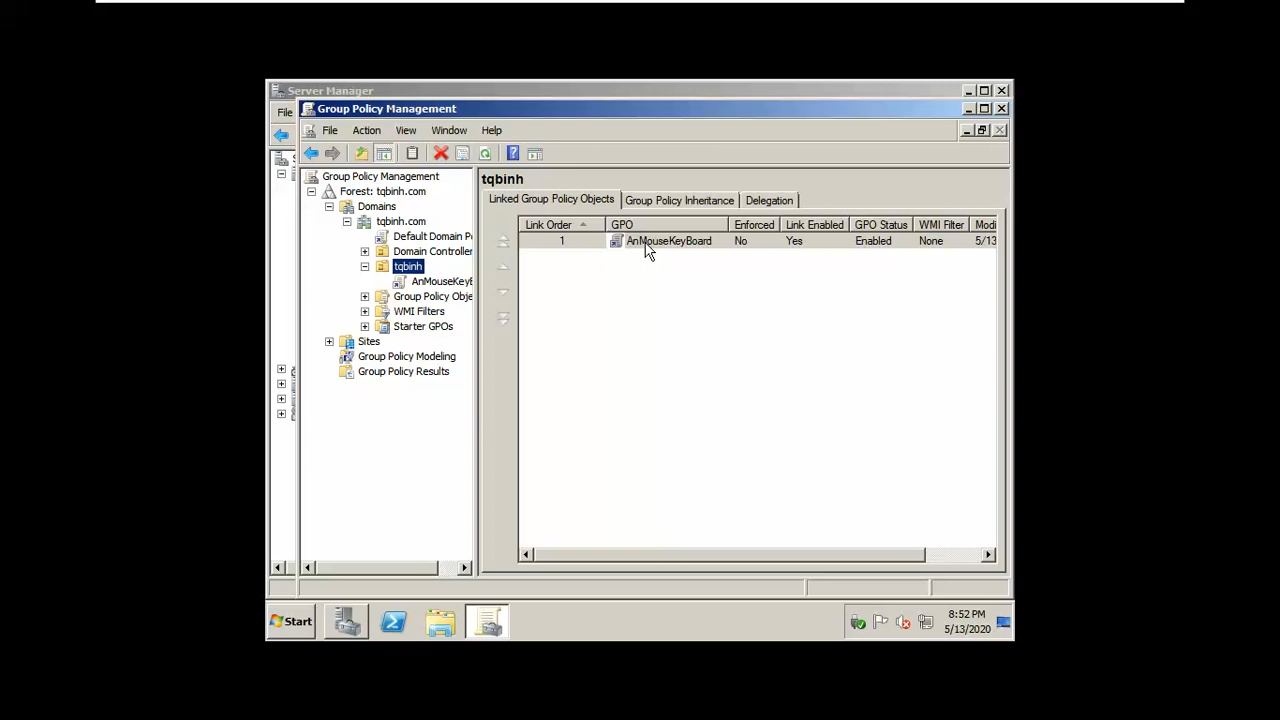 Server Manager
Group Policy Management
File
File Action View Window Help
Group Policy Management
Forest: tqbinh.com
Domains
tqbinh.com
Default Domain P
Domain Controller
tqbinh
AnMouseKeyB
Group Policy Obje
WMI Filters
Starter GPOs
Sites
Group Policy Modeling
Group Policy Results
tqbinh
Linked Group Policy Objects Group Policy Inheritance Delegation
Link Order GPO Enforced Link Enabled GPO Status WMI Filter Modi
1 AnMouseKeyBoard No Yes Enabled None 5/13
Start
8:52 PM
5/13/2020